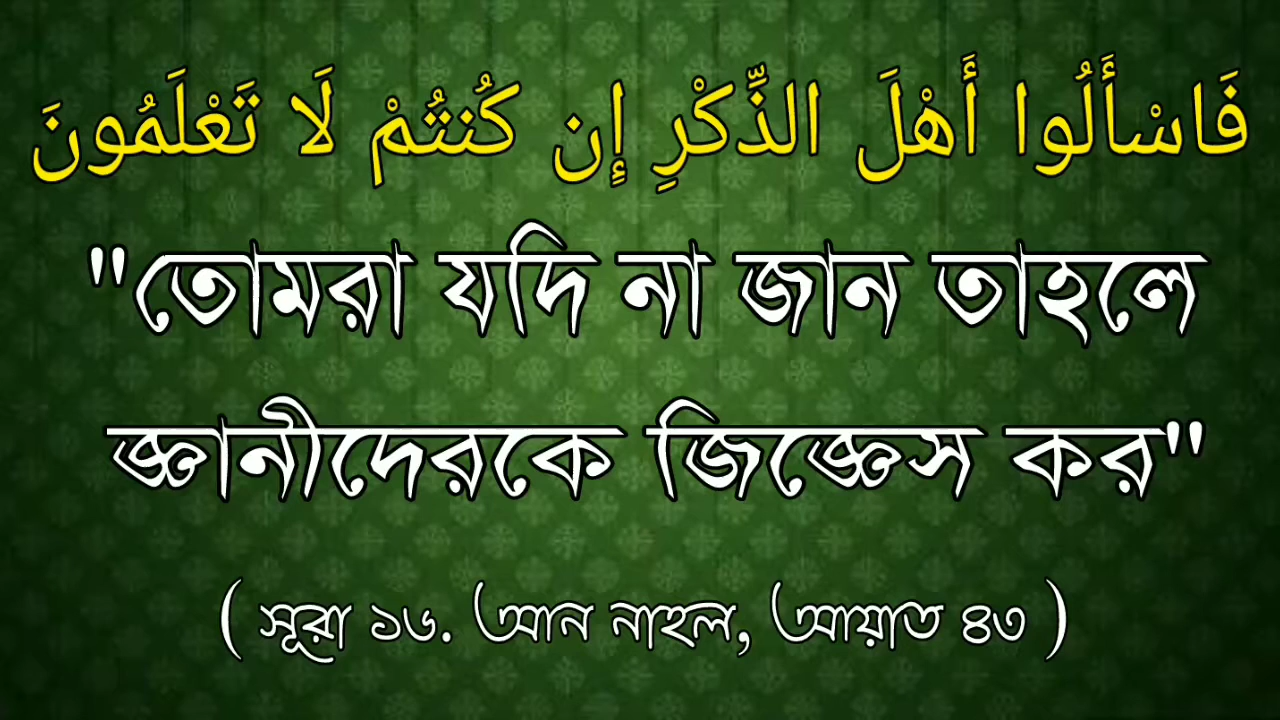 فَاسْأَلُوا أَهْلَ الذِّكْرِ إِن كُنتُمْ لَا تَعْلَمُونَ
"তোমরা যদি না জান তাহলে
জ্ঞানীদেরকে জিজ্ঞেস কর"
( সূরা ১৬. আন নাহল, আয়াত ৪৩ )